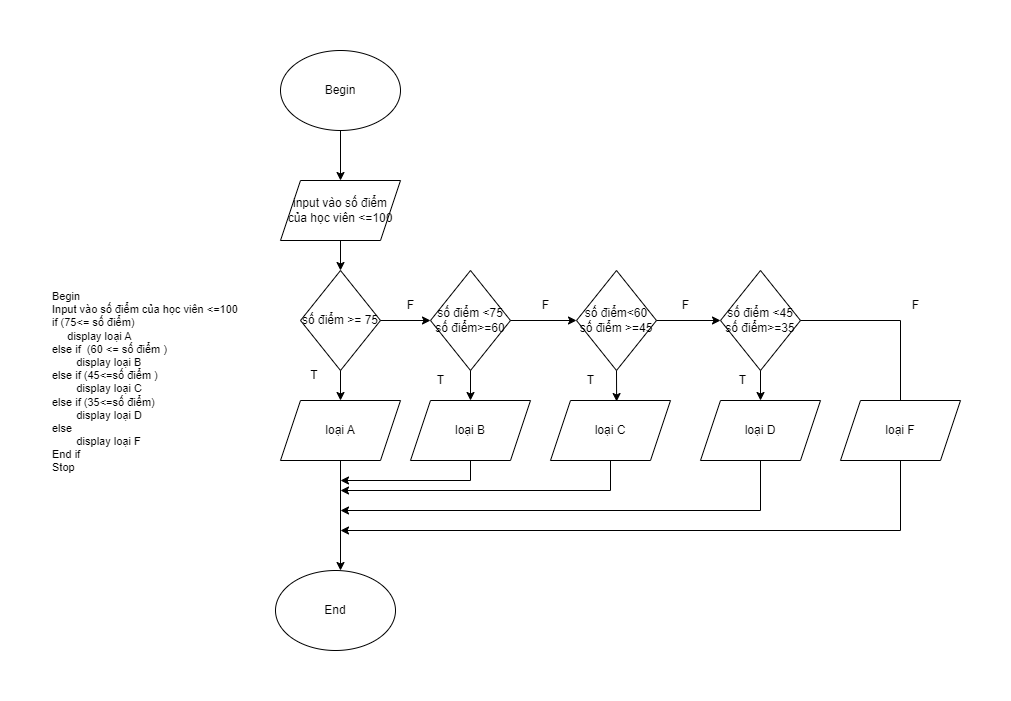 Begin
Input vào số điểm
của học viên <=100
số điểm >= 75
F
số điểm <75
số điểm>=60
F
số điểm<60
số điểm >=45
F
số điểm <45
số điểm>=35
F
T
T
T
T
loại A
loại B
loại C
loại D
loại F
End
Begin
Input vào số điểm của học viên <=100
if (75<= số điểm)
display loại A
else if (60 <= số điểm )
display loại B
else if (45<=số điểm )
display loại C
else if (35<=số điểm)
display loại D
else
display loại F
End if
Stop